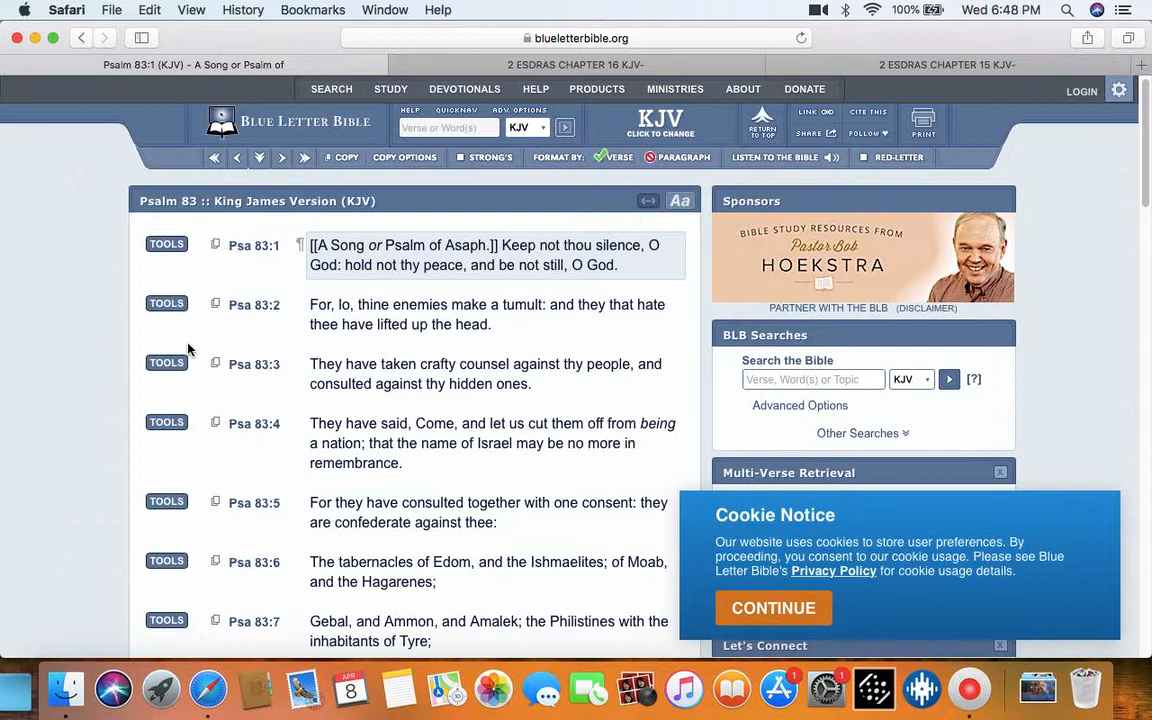 Safari File Edit View History Bookmarks Window Help 100% Wed 6:48 PM
blueletterbible.org
Psalm 83:1 (KJV) - A Song or Psalm of
2 ESDRAS CHAPTER 16 KJV-
2 ESDRAS CHAPTER 15 KJV-
SEARCH STUDY DEVOTIONALS HELP PRODUCTS MINISTRIES ABOUT DONATE LOGIN
BLUE LETTER BIBLE
HELP QUICKNAV ADV. OPTIONS
Verse or Word(s) KJV
KJV
CLICK TO CHANGE
RETURN
TO TOP
LINK CITE THIS
SHARE FOLLOW
PRINT
COPY COPY OPTIONS STRONG'S FORMAT BY: VERSE PARAGRAPH LISTEN TO THE BIBLE RED-LETTER
Psalm 83 :: King James Version (KJV) Aa
TOOLS Psa 83:1 ¶ [[A Song or Psalm of Asaph.]] Keep not thou silence, O
God: hold not thy peace, and be not still, O God.
TOOLS Psa 83:2 For, lo, thine enemies make a tumult: and they that hate
thee have lifted up the head.
TOOLS Psa 83:3 They have taken crafty counsel against thy people, and
consulted against thy hidden ones.
TOOLS Psa 83:4 They have said, Come, and let us cut them off from being
a nation; that the name of Israel may be no more in
remembrance.
TOOLS Psa 83:5 For they have consulted together with one consent: they
are confederate against thee:
TOOLS Psa 83:6 The tabernacles of Edom, and the Ishmaelites; of Moab,
and the Hagarenes;
TOOLS Psa 83:7 Gebal, and Ammon, and Amalek; the Philistines with the
inhabitants of Tyre;
Sponsors
BIBLE STUDY RESOURCES FROM
Pastor Bob
HOEKSTRA
PARTNER WITH THE BLB (DISCLAIMER)
BLB Searches
Search the Bible
Verse, Word(s) or Topic KJV [?]
Advanced Options
Other Searches
Multi-Verse Retrieval
Cookie Notice
Our website uses cookies to store user preferences. By
proceeding, you consent to our cookie usage. Please see Blue
Letter Bible's Privacy Policy for cookie usage details.
CONTINUE
Let's Connect
APR
8
1
1